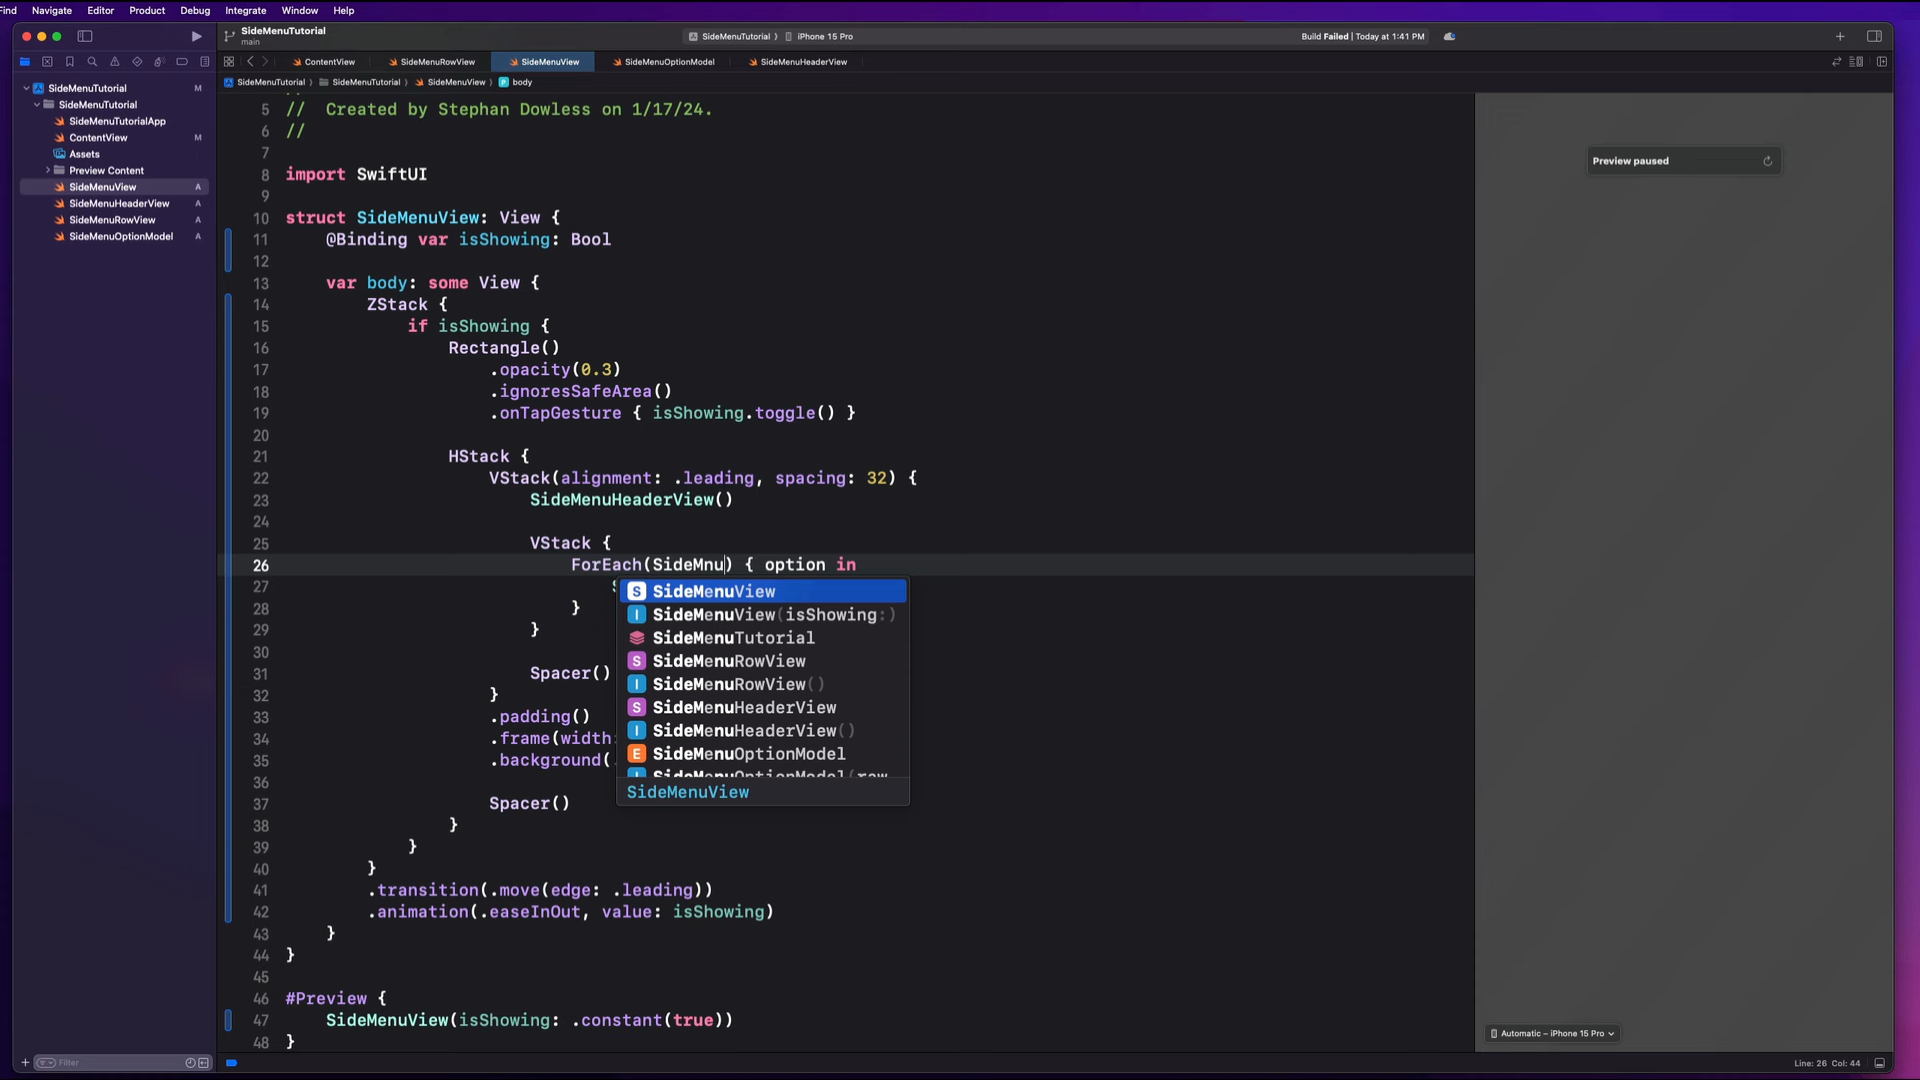 Find Navigate Editor Product Debug Integrate Window Help
SideMenuTutorial
main
SideMenuTutorial
iPhone 15 Pro
Build Failed | Today at 1:41 PM
ContentView
SideMenuRowView
SideMenuView
SideMenuOptionModel
SideMenuHeaderView
SideMenuTutorial
SideMenuTutorial
SideMenuView
body
SideMenuTutorial M
SideMenuTutorial
SideMenuTutorialApp
ContentView M
Assets
Preview Content
SideMenuView A
SideMenuHeaderView A
SideMenuRowView A
SideMenuOptionModel A
5 // Created by Stephan Dowless on 1/17/24.
6 //
7
8 import SwiftUI
9
10 struct SideMenuView: View {
11 @Binding var isShowing: Bool
12
13 var body: some View {
14 ZStack {
15 if isShowing {
16 Rectangle()
17 .opacity(0.3)
18 .ignoresSafeArea()
19 .onTapGesture { isShowing.toggle() }
20
21 HStack {
22 VStack(alignment: .leading, spacing: 32) {
23 SideMenuHeaderView()
24
25 VStack {
26 ForEach(SideMnu) { option in
27
28 }
29 }
30
31 Spacer()
32 }
33 .padding()
34 .frame(width:
35 .background(
36
37 Spacer()
38 }
39 }
40 }
41 .transition(.move(edge: .leading))
42 .animation(.easeInOut, value: isShowing)
43 }
44 }
45
46 #Preview {
47 SideMenuView(isShowing: .constant(true))
48 }
S SideMenuView
I SideMenuView(isShowing:)
SideMenuTutorial
S SideMenuRowView
I SideMenuRowView()
S SideMenuHeaderView
I SideMenuHeaderView()
E SideMenuOptionModel
SideMenuOptionModel(raw
SideMenuView
Preview paused
Automatic – iPhone 15 Pro
Filter
Line: 26 Col: 44